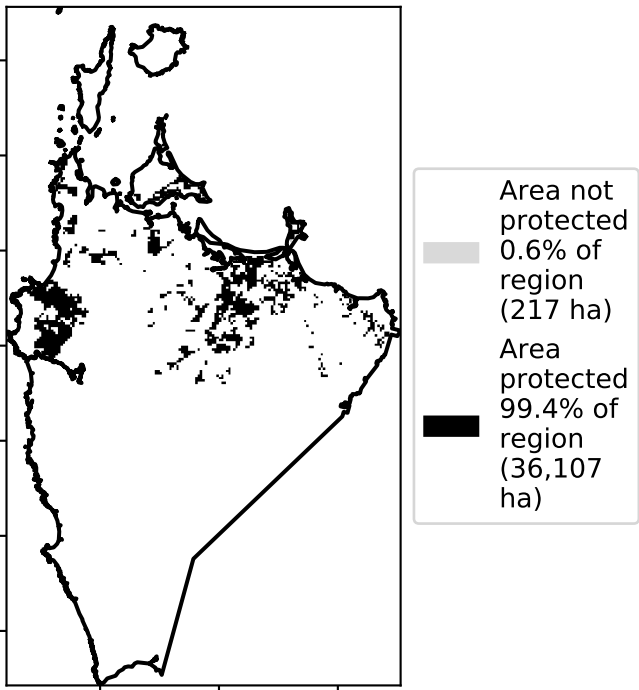 Area not
protected
0.6% of
region
(217 ha)
Area
protected
99.4% of
region
(36,107
ha)